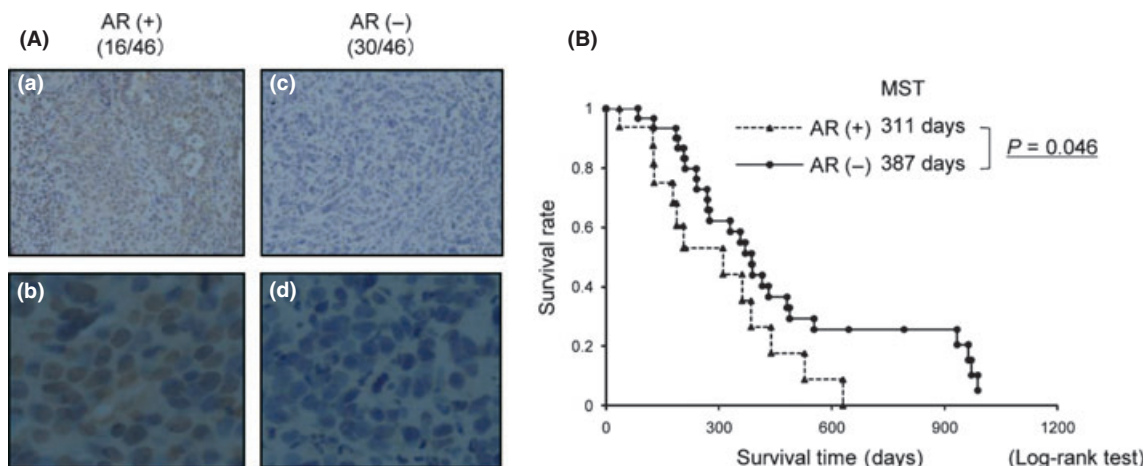 (A)
AR (+)
(16/46)
AR (–)
(30/46)
(a)
(c)
(b)
(d)
(B)
MST
AR (+) 311 days
AR (–) 387 days
P = 0.046
Survival rate
1
0.8
0.6
0.4
0.2
0
0 300 600 900 1200
Survival time (days)
(Log-rank test)